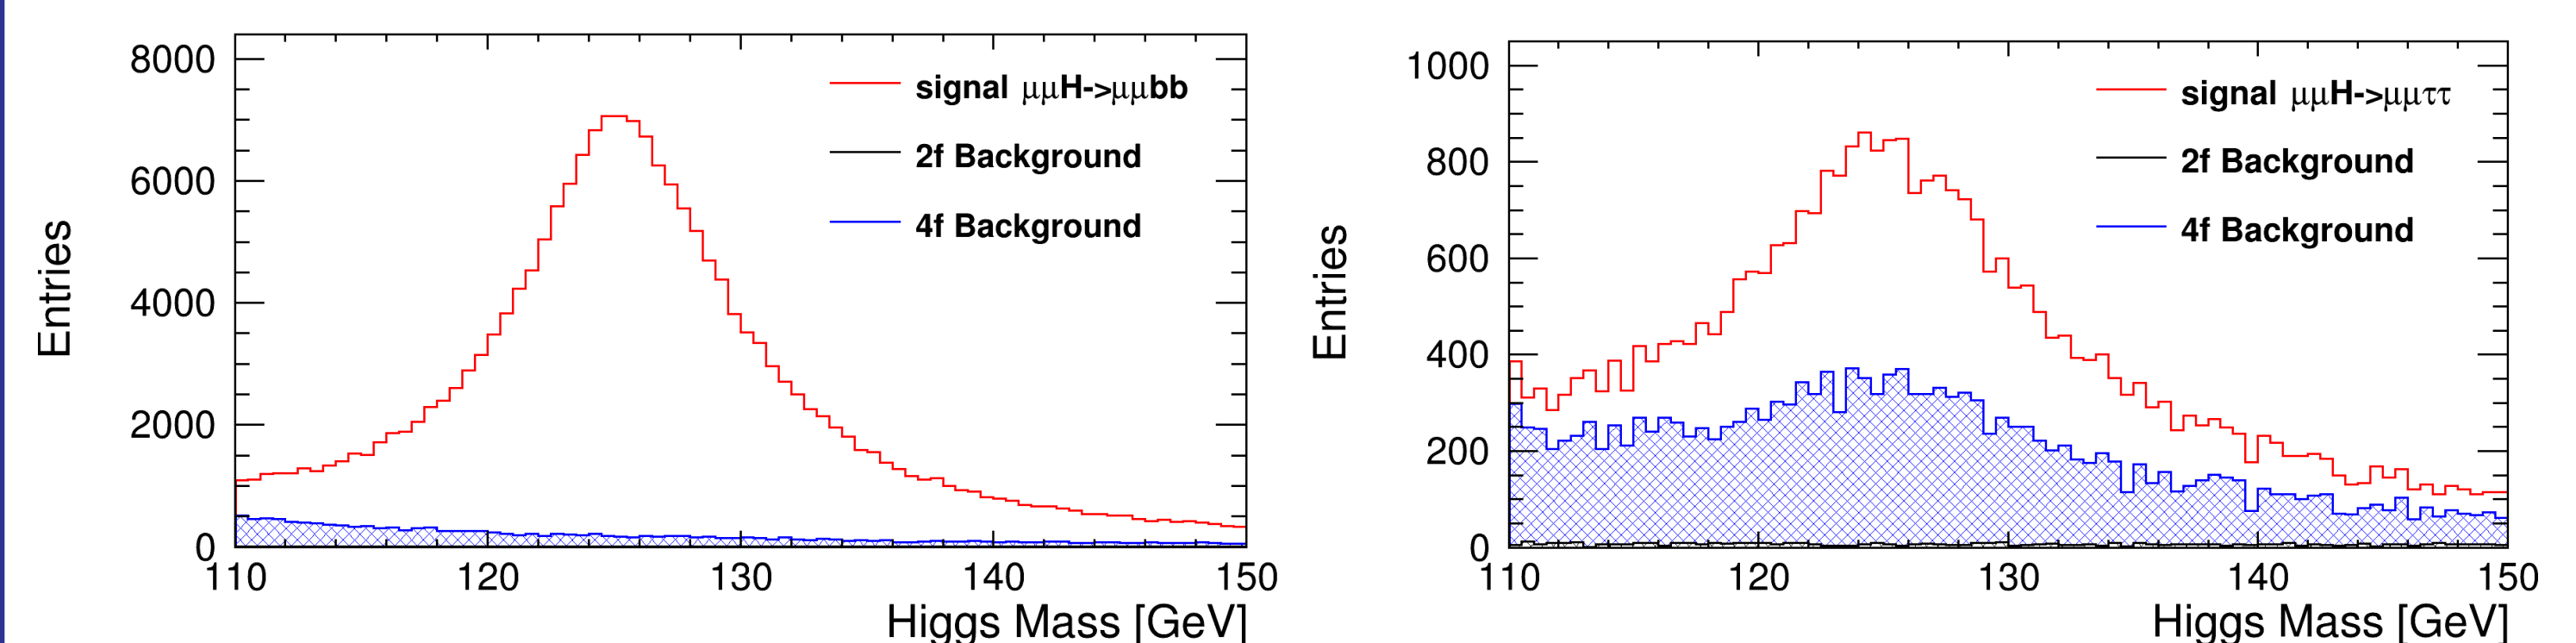 8000
6000
4000
2000
0
110 120 130 140 150
Entries
Higgs Mass [GeV]
signal μμH->μμbb
2f Background
4f Background
1000
800
600
400
200
0
110 120 130 140 150
Entries
Higgs Mass [GeV]
signal μμH->μμττ
2f Background
4f Background